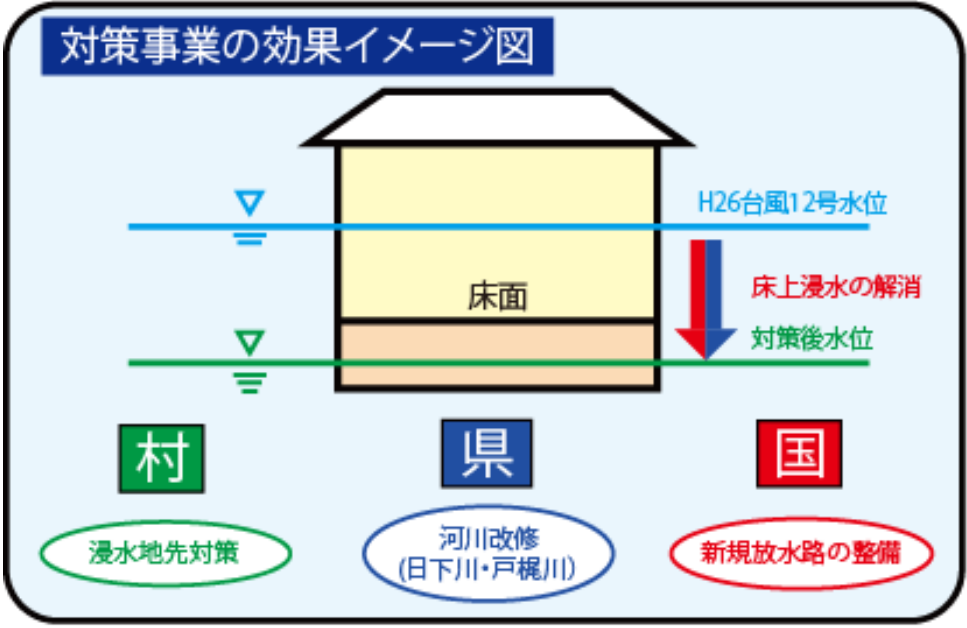 対策事業の効果イメージ図
H26台風12号水位
床上浸水の解消
床面
対策後水位
村
県
国
浸水地先対策
河川改修
(日下川・戸梶川)
新規放水路の整備